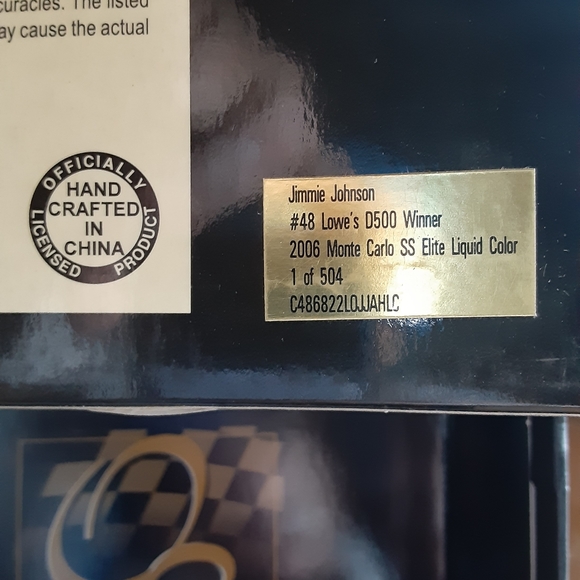 curacies. The listed
ay cause the actual
OFFICIALLY
HAND
CRAFTED
IN
CHINA
LICENSED PRODUCT
Jimmie Johnson
#48 Lowe's D500 Winner
2006 Monte Carlo SS Elite Liquid Color
1 of 504
C486822LOJJAHLC